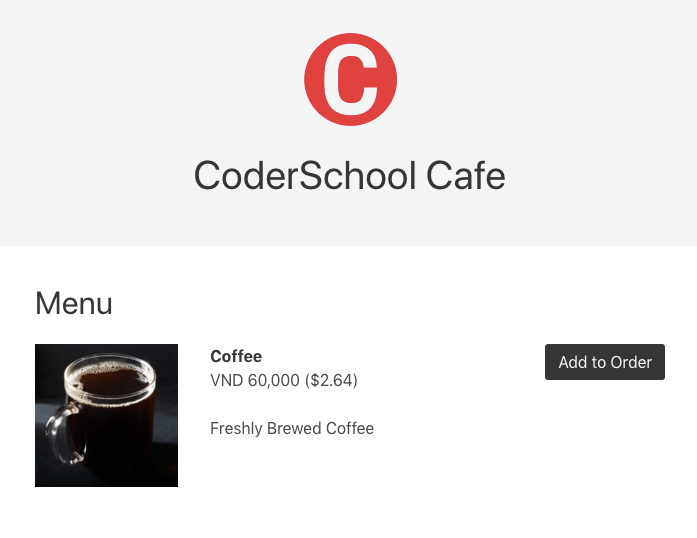 C
CoderSchool Cafe
Menu
Coffee
VND 60,000 ($2.64)
Freshly Brewed Coffee
Add to Order